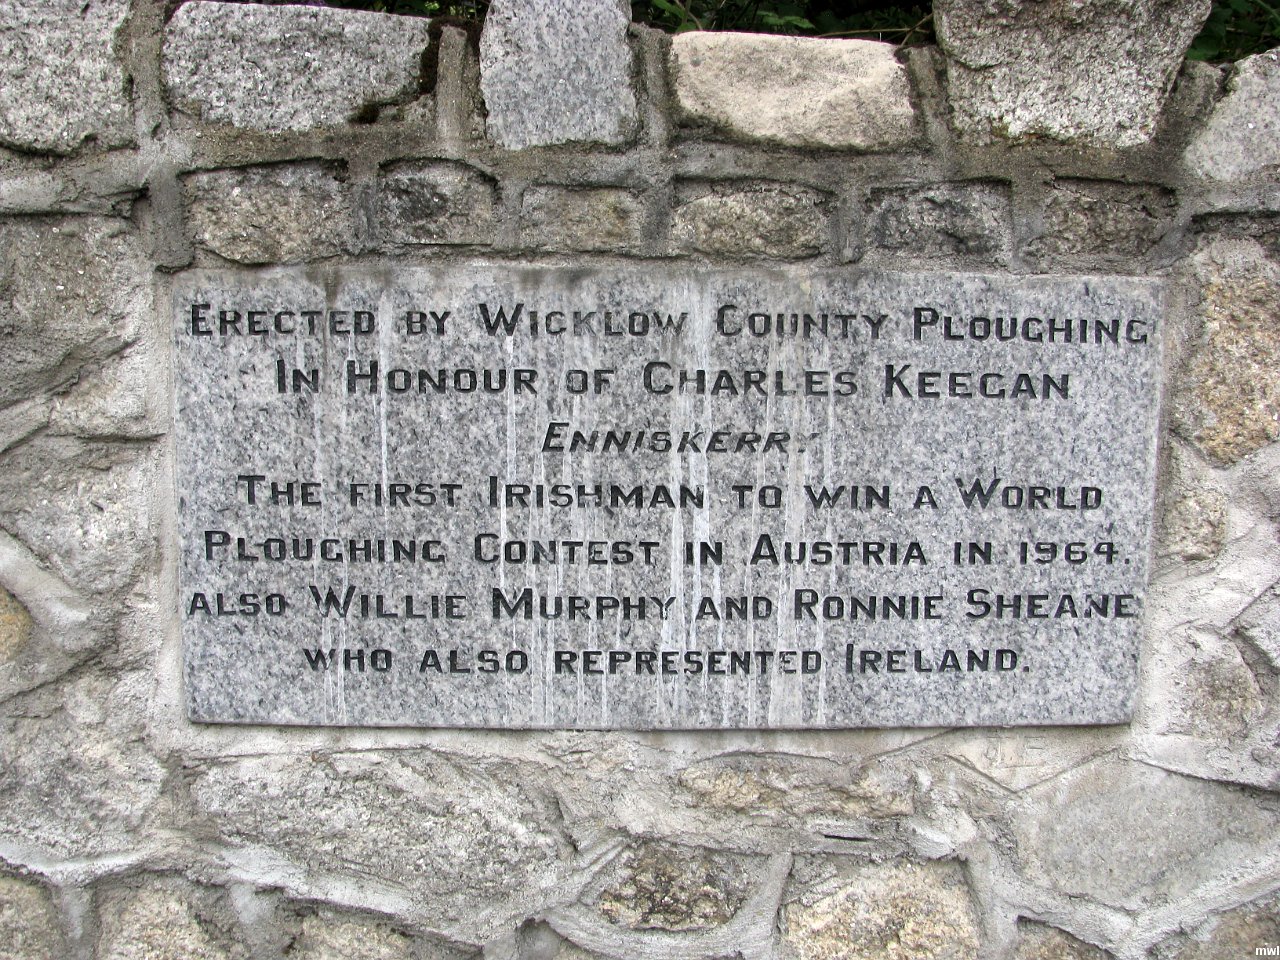 Erected by Wicklow County Ploughing
In Honour of Charles Keegan
Enniskerry.
The first Irishman to win a World
Ploughing Contest in Austria in 1964.
also Willie Murphy and Ronnie Sheane
who also represented Ireland.
mwl